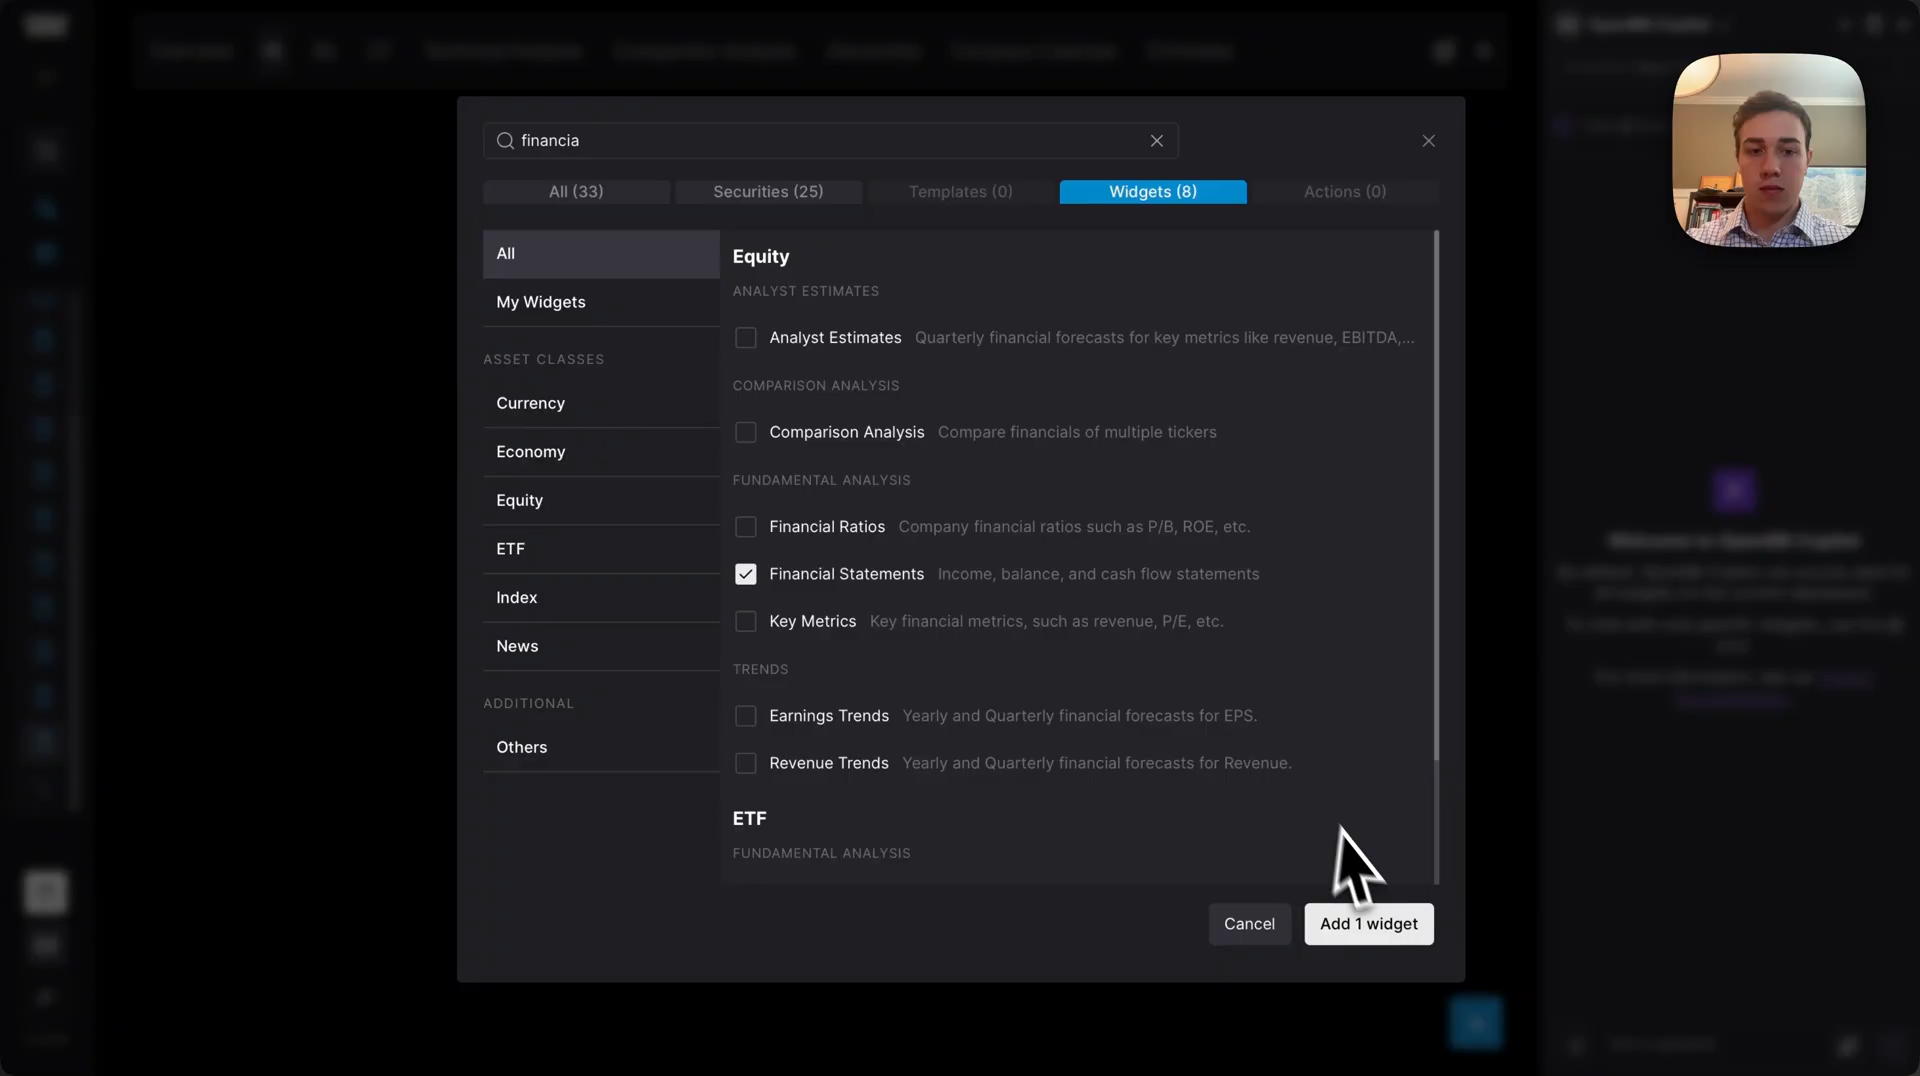 financia
All (33)
Securities (25)
Templates (0)
Widgets (8)
Actions (0)
All
My Widgets
ASSET CLASSES
Currency
Economy
Equity
ETF
Index
News
ADDITIONAL
Others
Equity
ANALYST ESTIMATES
Analyst Estimates Quarterly financial forecasts for key metrics like revenue, EBITDA,...
COMPARISON ANALYSIS
Comparison Analysis Compare financials of multiple tickers
FUNDAMENTAL ANALYSIS
Financial Ratios Company financial ratios such as P/B, ROE, etc.
Financial Statements Income, balance, and cash flow statements
Key Metrics Key financial metrics, such as revenue, P/E, etc.
TRENDS
Earnings Trends Yearly and Quarterly financial forecasts for EPS.
Revenue Trends Yearly and Quarterly financial forecasts for Revenue.
ETF
FUNDAMENTAL ANALYSIS
Cancel
Add 1 widget